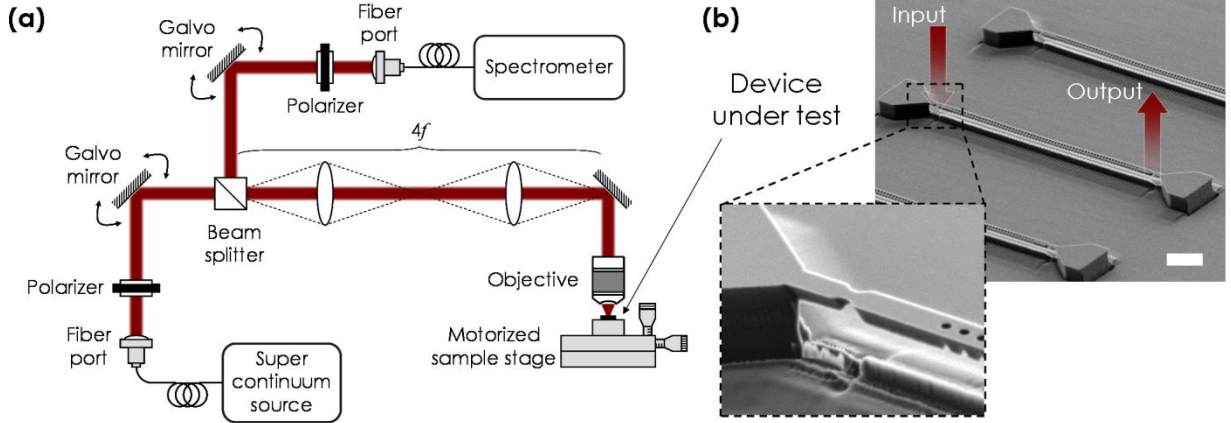 (a)
Galvo
mirror
Fiber
port
Polarizer
Spectrometer
Device
under test
4f
Galvo
mirror
Beam
splitter
Polarizer
Objective
Fiber
port
Motorized
sample stage
Super
continuum
source
(b)
Input
Output